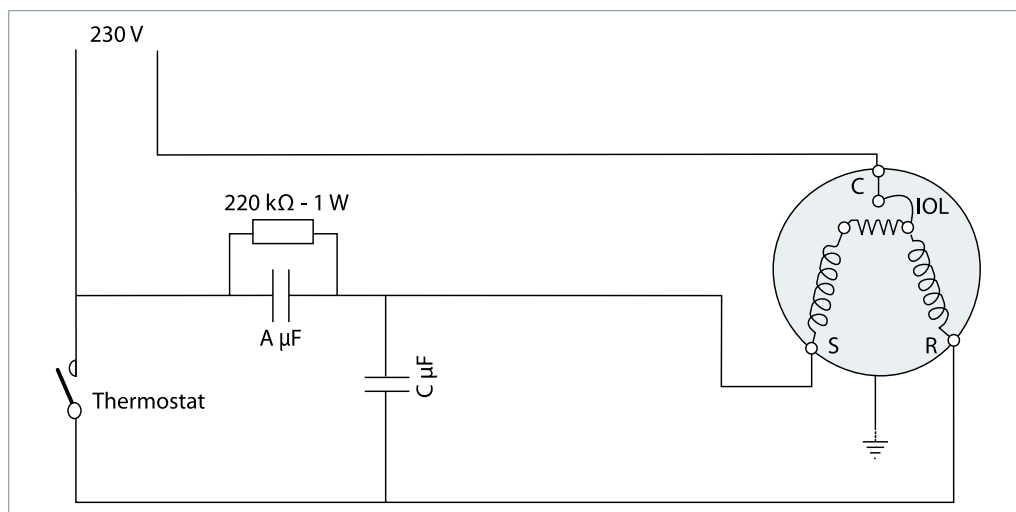 230 V
C
IOL
220 kΩ - 1 W
A µF
S
R
C µF
Thermostat